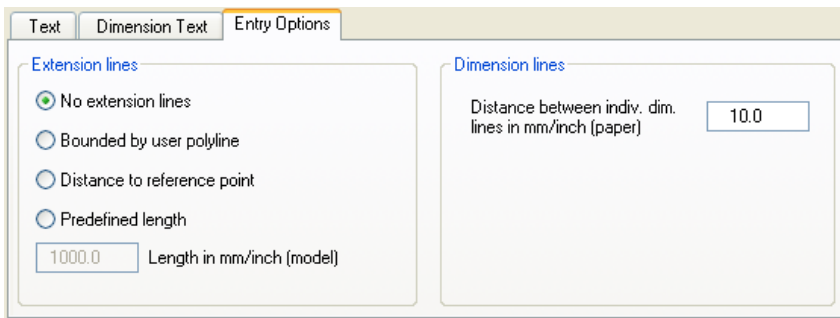 Text Dimension Text Entry Options
Extension lines
No extension lines
Bounded by user polyline
Distance to reference point
Predefined length
1000.0 Length in mm/inch (model)
Dimension lines
Distance between indiv. dim.
lines in mm/inch (paper)
10.0